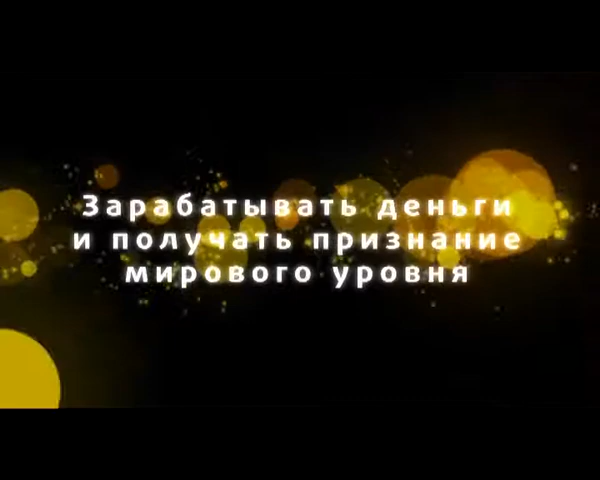 Зарабатывать деньги
и получать признание
мирового уровня